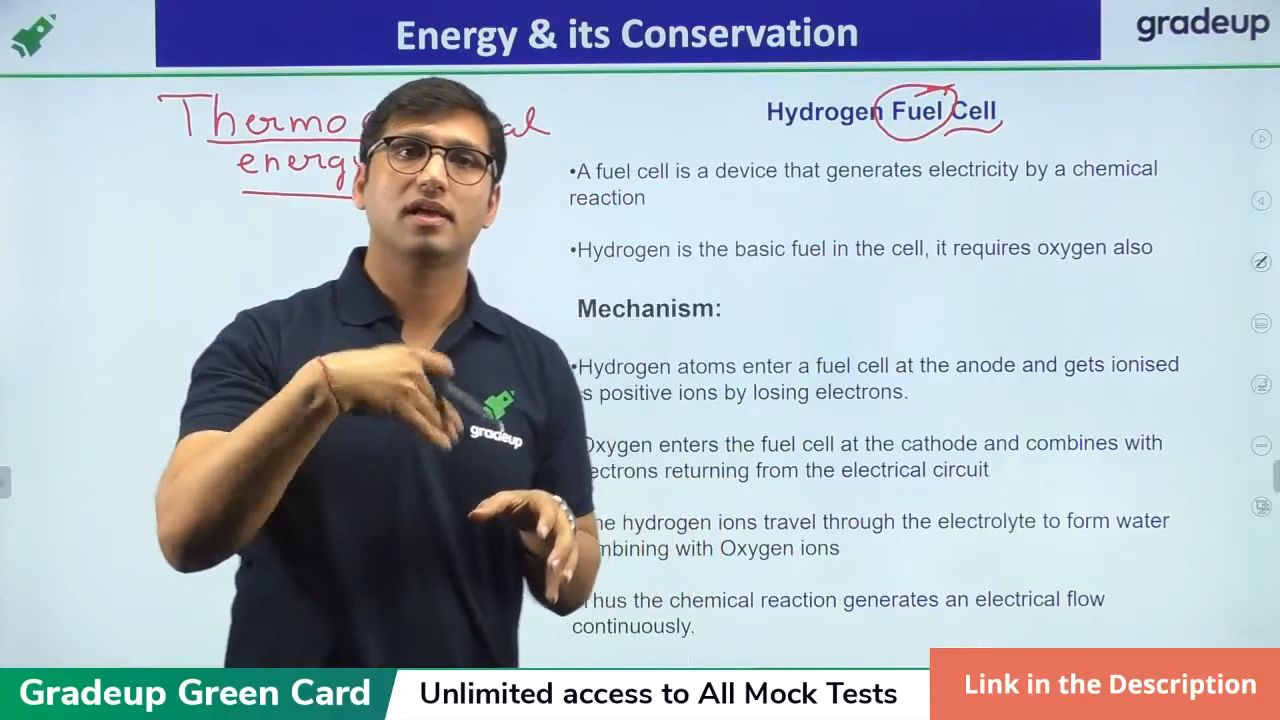 Energy & its Conservation
gradeup
Thermo al
energy
Hydrogen Fuel Cell
•A fuel cell is a device that generates electricity by a chemical
reaction
•Hydrogen is the basic fuel in the cell, it requires oxygen also
Mechanism:
•Hydrogen atoms enter a fuel cell at the anode and gets ionised
s positive ions by losing electrons.
Oxygen enters the fuel cell at the cathode and combines with
ectrons returning from the electrical circuit
he hydrogen ions travel through the electrolyte to form water
mbining with Oxygen ions
Thus the chemical reaction generates an electrical flow
continuously.
gradeup
Gradeup Green Card
Unlimited access to All Mock Tests
Link in the Description